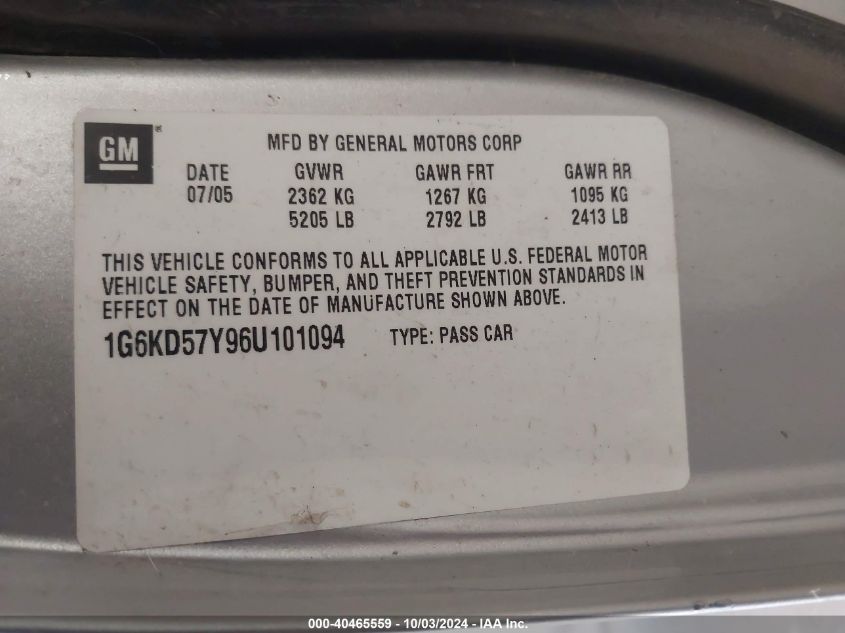 GM®
MFD BY GENERAL MOTORS CORP
DATE GVWR GAWR FRT GAWR RR
07/05 2362 KG 1267 KG 1095 KG
5205 LB 2792 LB 2413 LB
THIS VEHICLE CONFORMS TO ALL APPLICABLE U.S. FEDERAL MOTOR
VEHICLE SAFETY, BUMPER, AND THEFT PREVENTION STANDARDS IN
EFFECT ON THE DATE OF MANUFACTURE SHOWN ABOVE.
1G6KD57Y96U101094 TYPE: PASS CAR
000-40465559 - 10/03/2024 - IAA Inc.